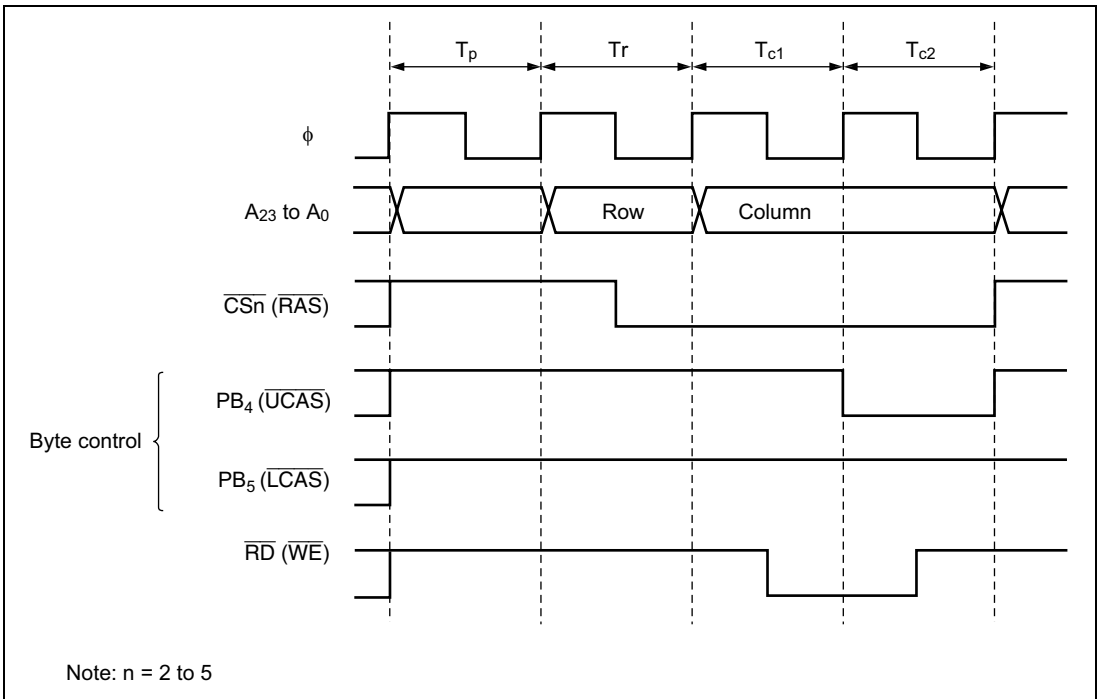 Tp Tr Tc1 Tc2
ϕ
A23 to A0 Row Column
CSn (RAS)
PB4 (UCAS)
Byte control
PB5 (LCAS)
RD (WE)
Note: n = 2 to 5